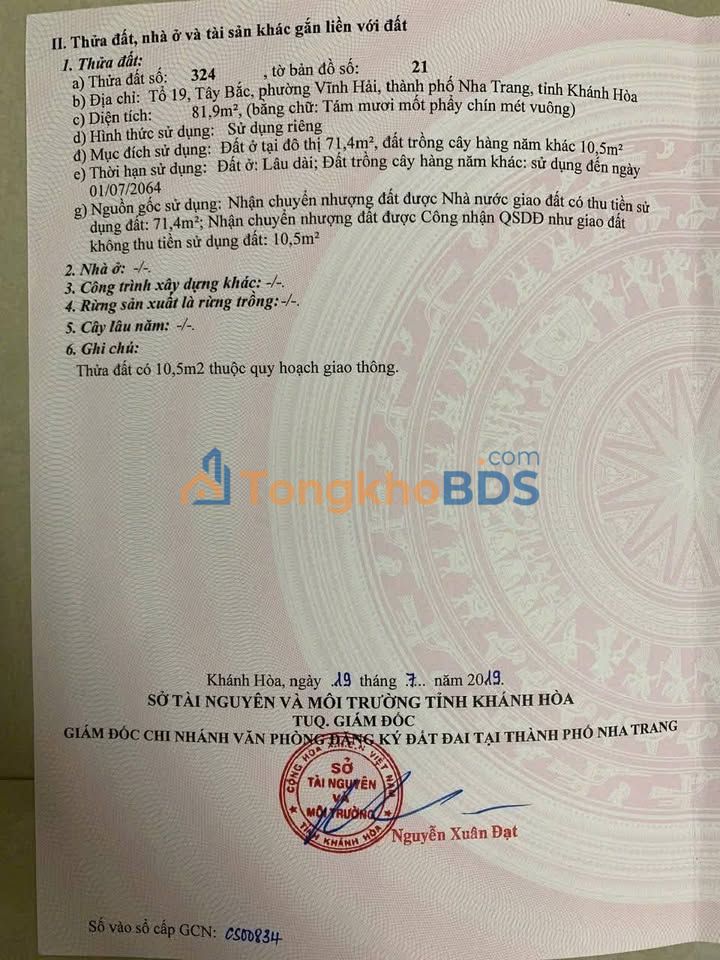 II. Thửa đất, nhà ở và tài sản khác gắn liền với đất
1. Thửa đất:
a) Thửa đất số: 324 , tờ bản đồ số: 21
b) Địa chỉ: Tổ 19, Tây Bắc, phường Vĩnh Hải, thành phố Nha Trang, tỉnh Khánh Hòa
c) Diện tích: 81,9m², (bằng chữ: Tám mươi mốt phẩy chín mét vuông)
d) Hình thức sử dụng: Sử dụng riêng
đ) Mục đích sử dụng: Đất ở tại đô thị 71,4m², đất trồng cây hàng năm khác 10,5m²
e) Thời hạn sử dụng: Đất ở: Lâu dài; Đất trồng cây hàng năm khác: sử dụng đến ngày
01/07/2064
g) Nguồn gốc sử dụng: Nhận chuyển nhượng đất được Nhà nước giao đất có thu tiền sử
dụng đất: 71,4m²; Nhận chuyển nhượng đất được Công nhận QSDĐ như giao đất
không thu tiền sử dụng đất: 10,5m²
2. Nhà ở: -/-.
3. Công trình xây dựng khác: -/-.
4. Rừng sản xuất là rừng trồng: -/-.
5. Cây lâu năm: -/-.
6. Ghi chú:
Thửa đất có 10,5m2 thuộc quy hoạch giao thông.
TongkhoBDS.com
Khánh Hòa, ngày 19 tháng 7 năm 2019.
SỞ TÀI NGUYÊN VÀ MÔI TRƯỜNG TỈNH KHÁNH HÒA
TUQ. GIÁM ĐỐC
GIÁM ĐỐC CHI NHÁNH VĂN PHÒNG ĐĂNG KÝ ĐẤT ĐAI TẠI THÀNH PHỐ NHA TRANG
CỘNG HÒA X.H.C.N VIỆT NAM
SỞ
TÀI NGUYÊN
VÀ
MÔI TRƯỜNG
TỈNH KHÁNH HÒA
Nguyễn Xuân Đạt
Số vào sổ cấp GCN: CS00834